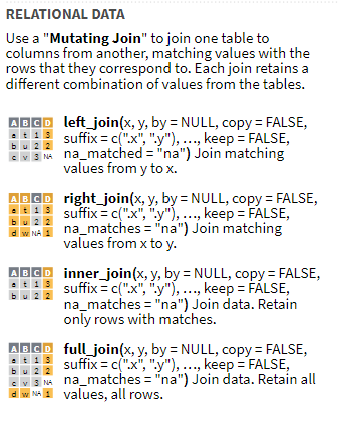 RELATIONAL DATA
Use a "Mutating Join" to join one table to
columns from another, matching values with the
rows that they correspond to. Each join retains a
different combination of values from the tables.
A B C D
a t 1 3
b u 2 2
c v 3 NA
left_join(x, y, by = NULL, copy = FALSE,
suffix = c(".x", ".y"), …, keep = FALSE,
na_matched = "na") Join matching
values from y to x.
A B C D
a t 1 3
b u 2 2
d w NA 1
right_join(x, y, by = NULL, copy = FALSE,
suffix = c(".x", ".y"), …, keep = FALSE,
na_matches = "na") Join matching
values from x to y.
A B C D
a t 1 3
b u 2 2
inner_join(x, y, by = NULL, copy = FALSE,
suffix = c(".x", ".y"), …, keep = FALSE,
na_matches = "na") Join data. Retain
only rows with matches.
A B C D
a t 1 3
b u 2 2
c v 3 NA
d w NA 1
full_join(x, y, by = NULL, copy = FALSE,
suffix = c(".x", ".y"), …, keep = FALSE,
na_matches = "na") Join data. Retain all
values, all rows.